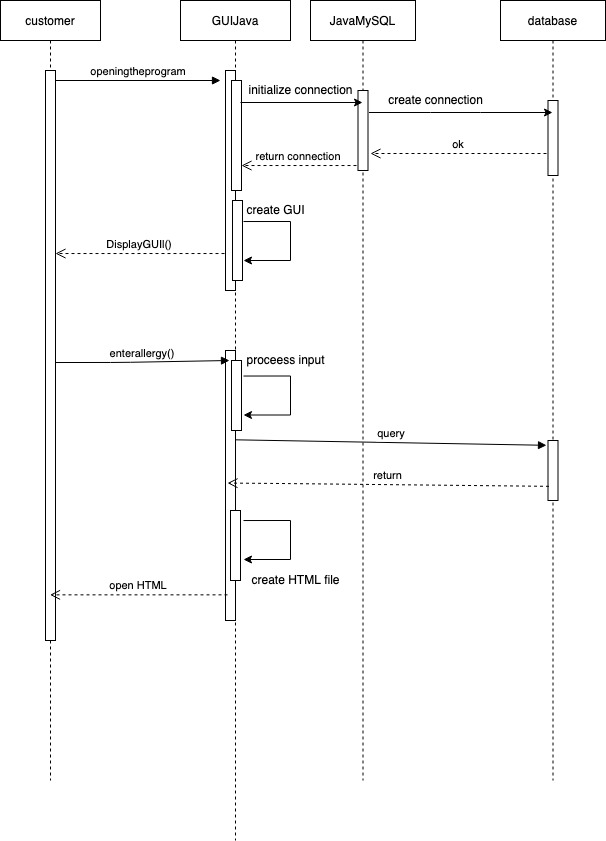 customer
GUIJava
JavaMySQL
database
openingtheprogram
initialize connection
create connection
ok
return connection
create GUI
DisplayGUIl()
enterallergy()
proceess input
query
return
create HTML file
open HTML